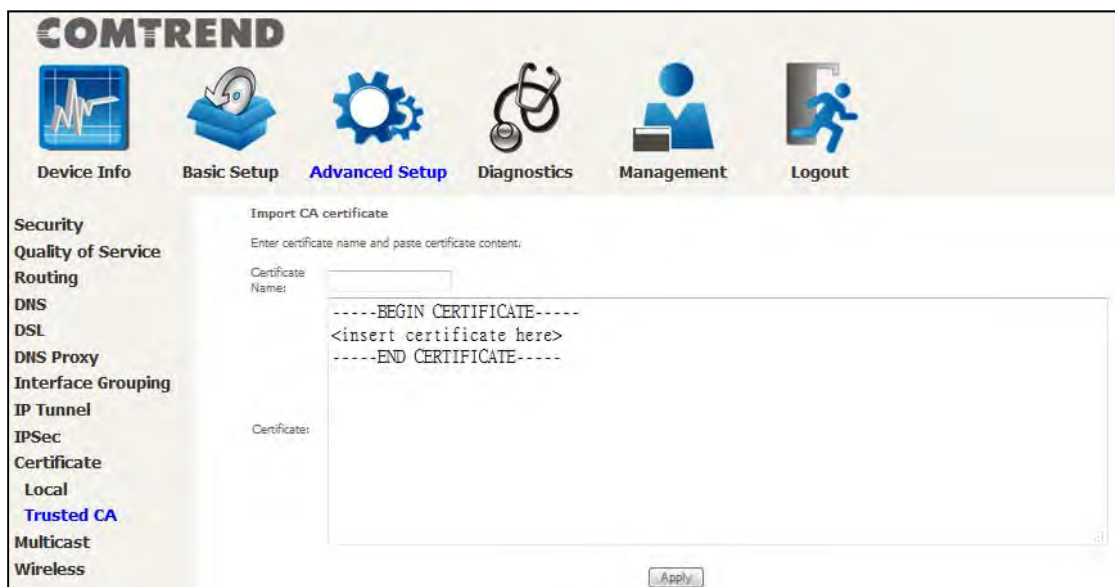 COMTREND
Device Info
Basic Setup
Advanced Setup
Diagnostics
Management
Logout
Security
Quality of Service
Routing
DNS
DSL
DNS Proxy
Interface Grouping
IP Tunnel
IPSec
Certificate
Local
Trusted CA
Multicast
Wireless
Import CA certificate
Enter certificate name and paste certificate content.
Certificate
Name:
-----BEGIN CERTIFICATE-----
<insert certificate here>
-----END CERTIFICATE-----
Certificate:
Apply